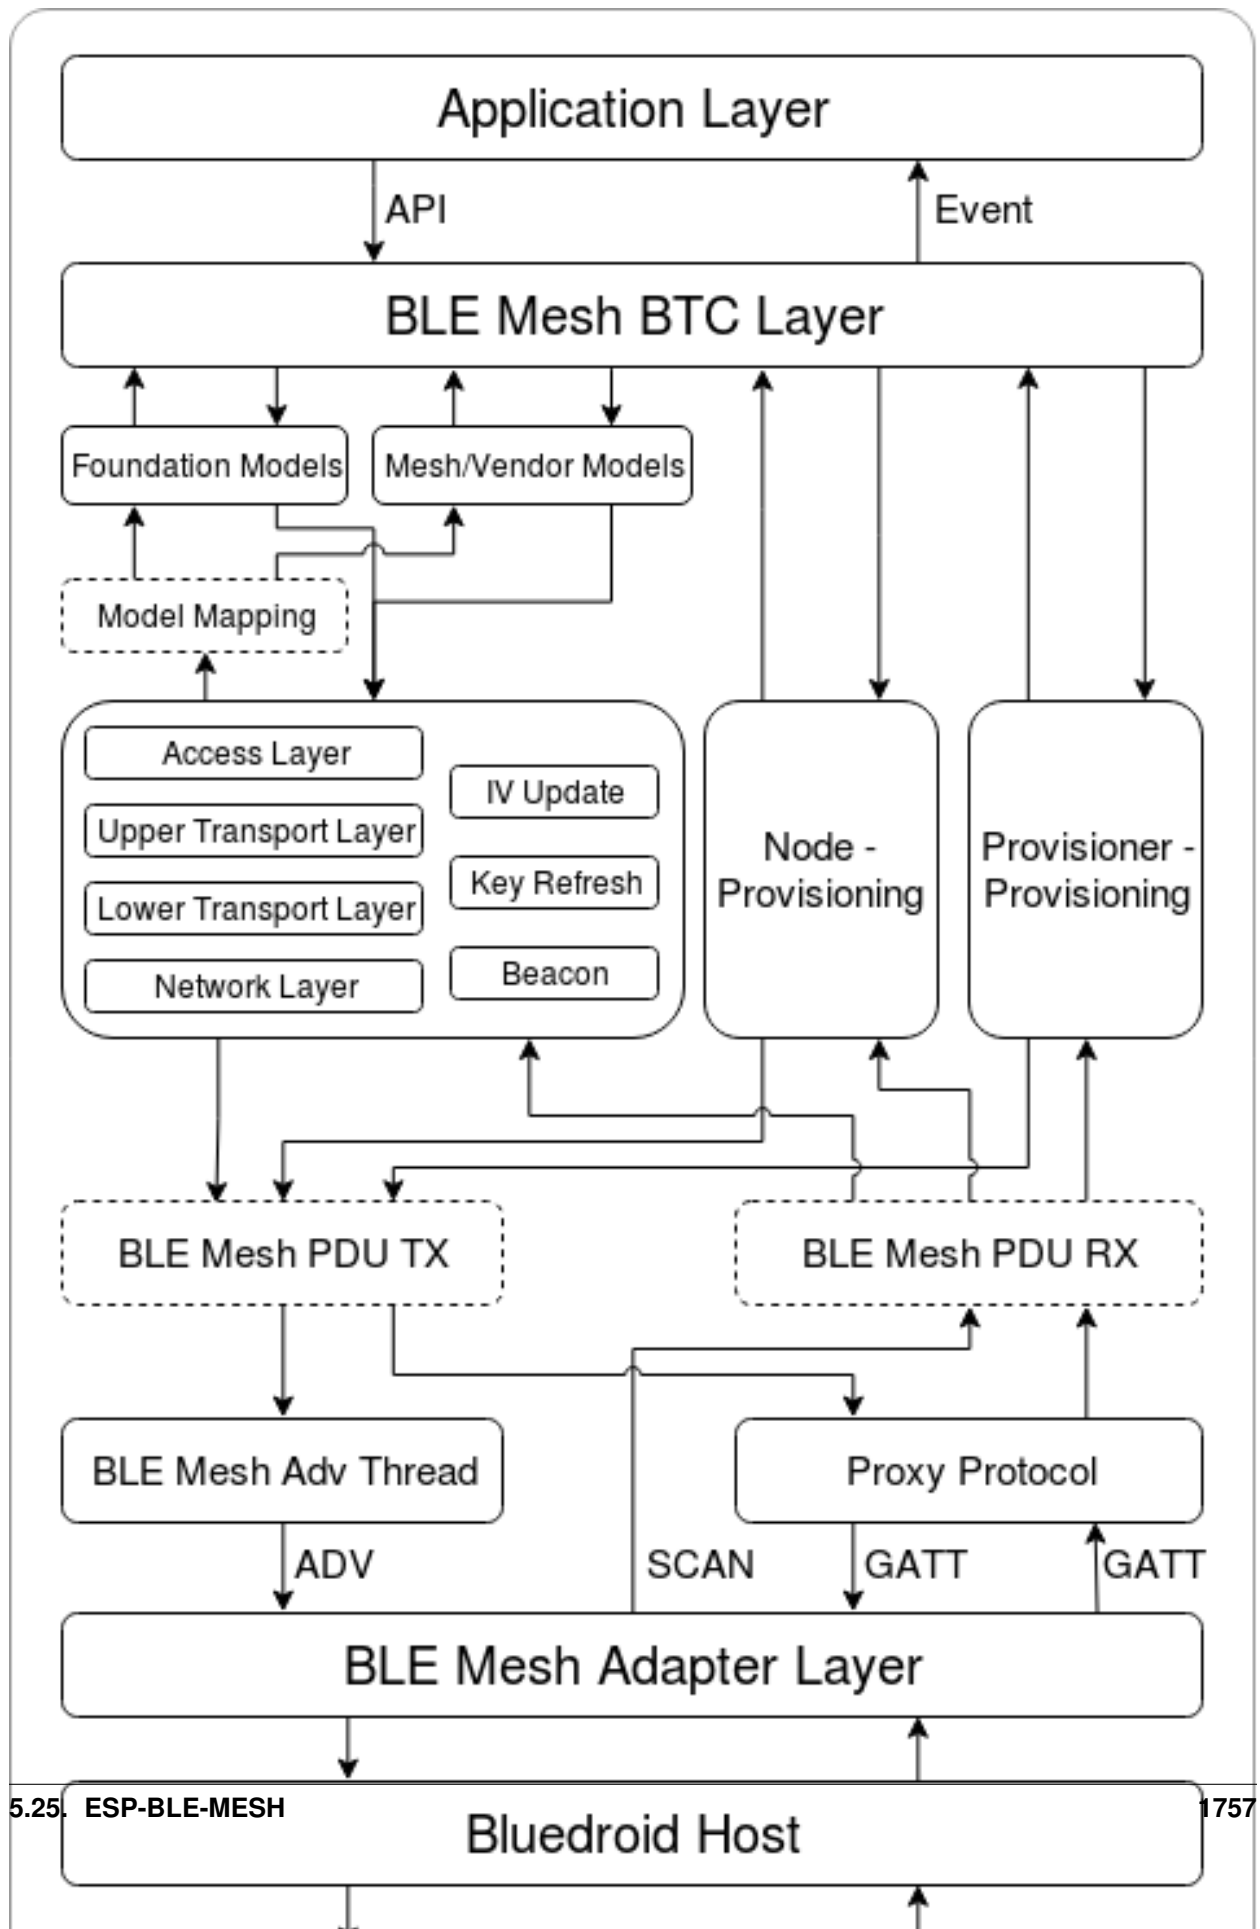 Application Layer
API
Event
BLE Mesh BTC Layer
Foundation Models
Mesh/Vendor Models
Model Mapping
Access Layer
Upper Transport Layer
Lower Transport Layer
Network Layer
IV Update
Key Refresh
Beacon
Node -
Provisioning
Provisioner -
Provisioning
BLE Mesh PDU TX
BLE Mesh PDU RX
BLE Mesh Adv Thread
Proxy Protocol
ADV
SCAN
GATT
GATT
BLE Mesh Adapter Layer
5.25. ESP-BLE-MESH
1757
Bluedroid Host